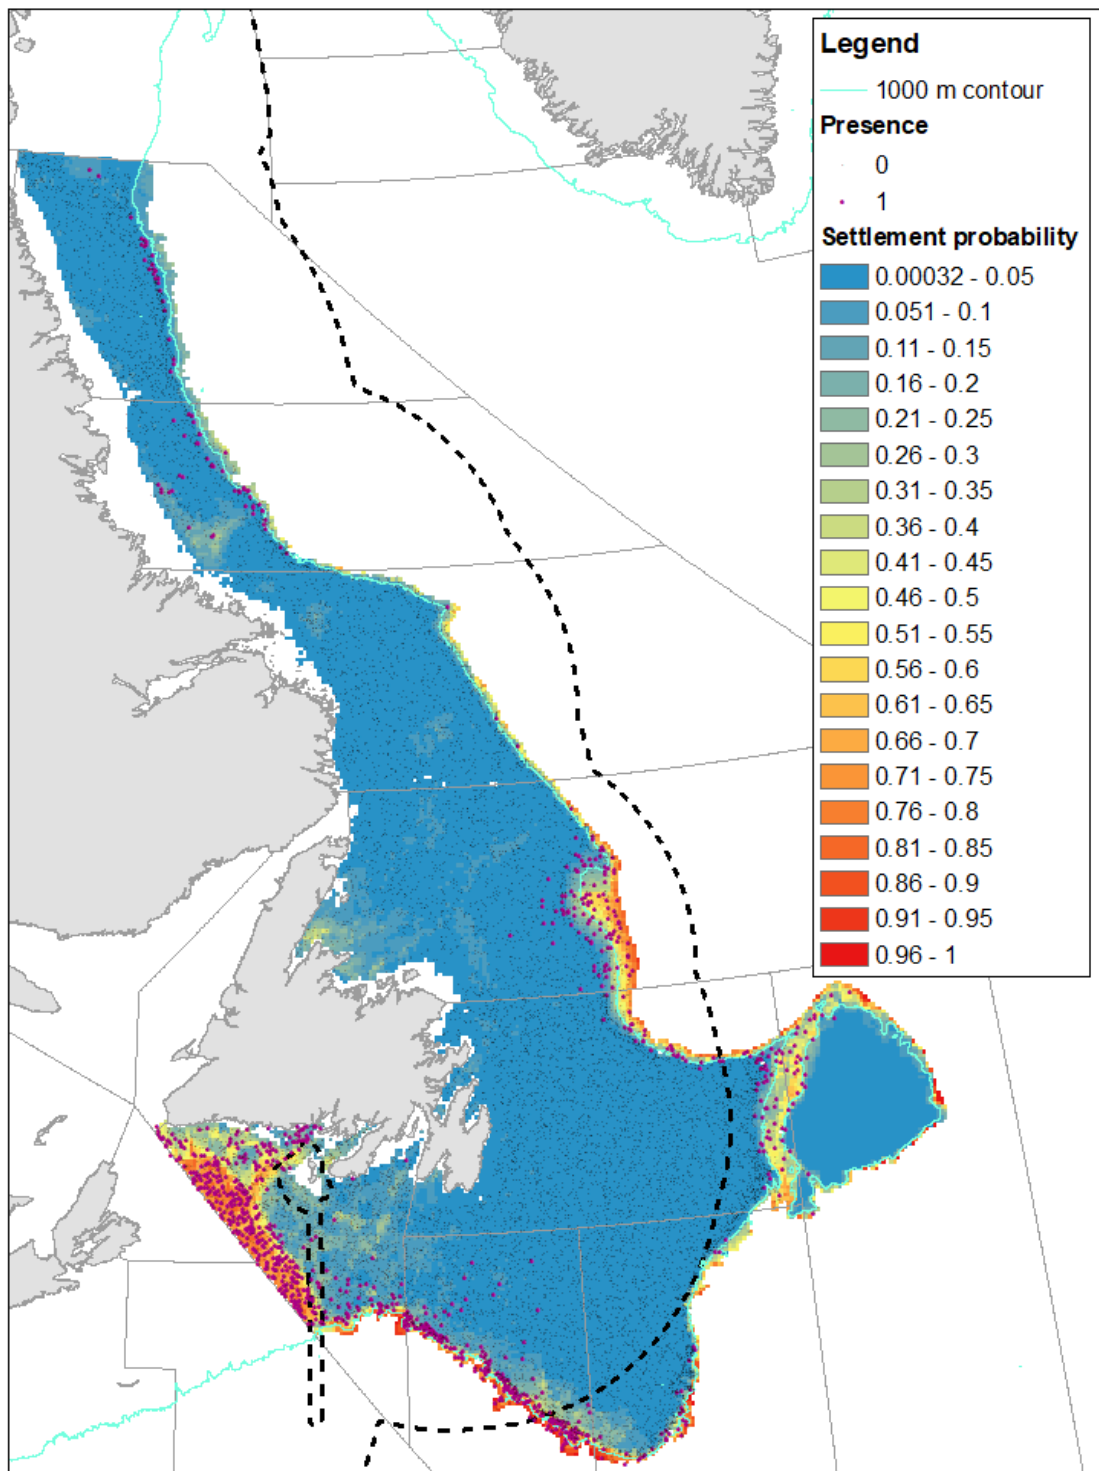 Legend
1000 m contour
Presence
0
1
Settlement probability
0.00032 - 0.05
0.051 - 0.1
0.11 - 0.15
0.16 - 0.2
0.21 - 0.25
0.26 - 0.3
0.31 - 0.35
0.36 - 0.4
0.41 - 0.45
0.46 - 0.5
0.51 - 0.55
0.56 - 0.6
0.61 - 0.65
0.66 - 0.7
0.71 - 0.75
0.76 - 0.8
0.81 - 0.85
0.86 - 0.9
0.91 - 0.95
0.96 - 1